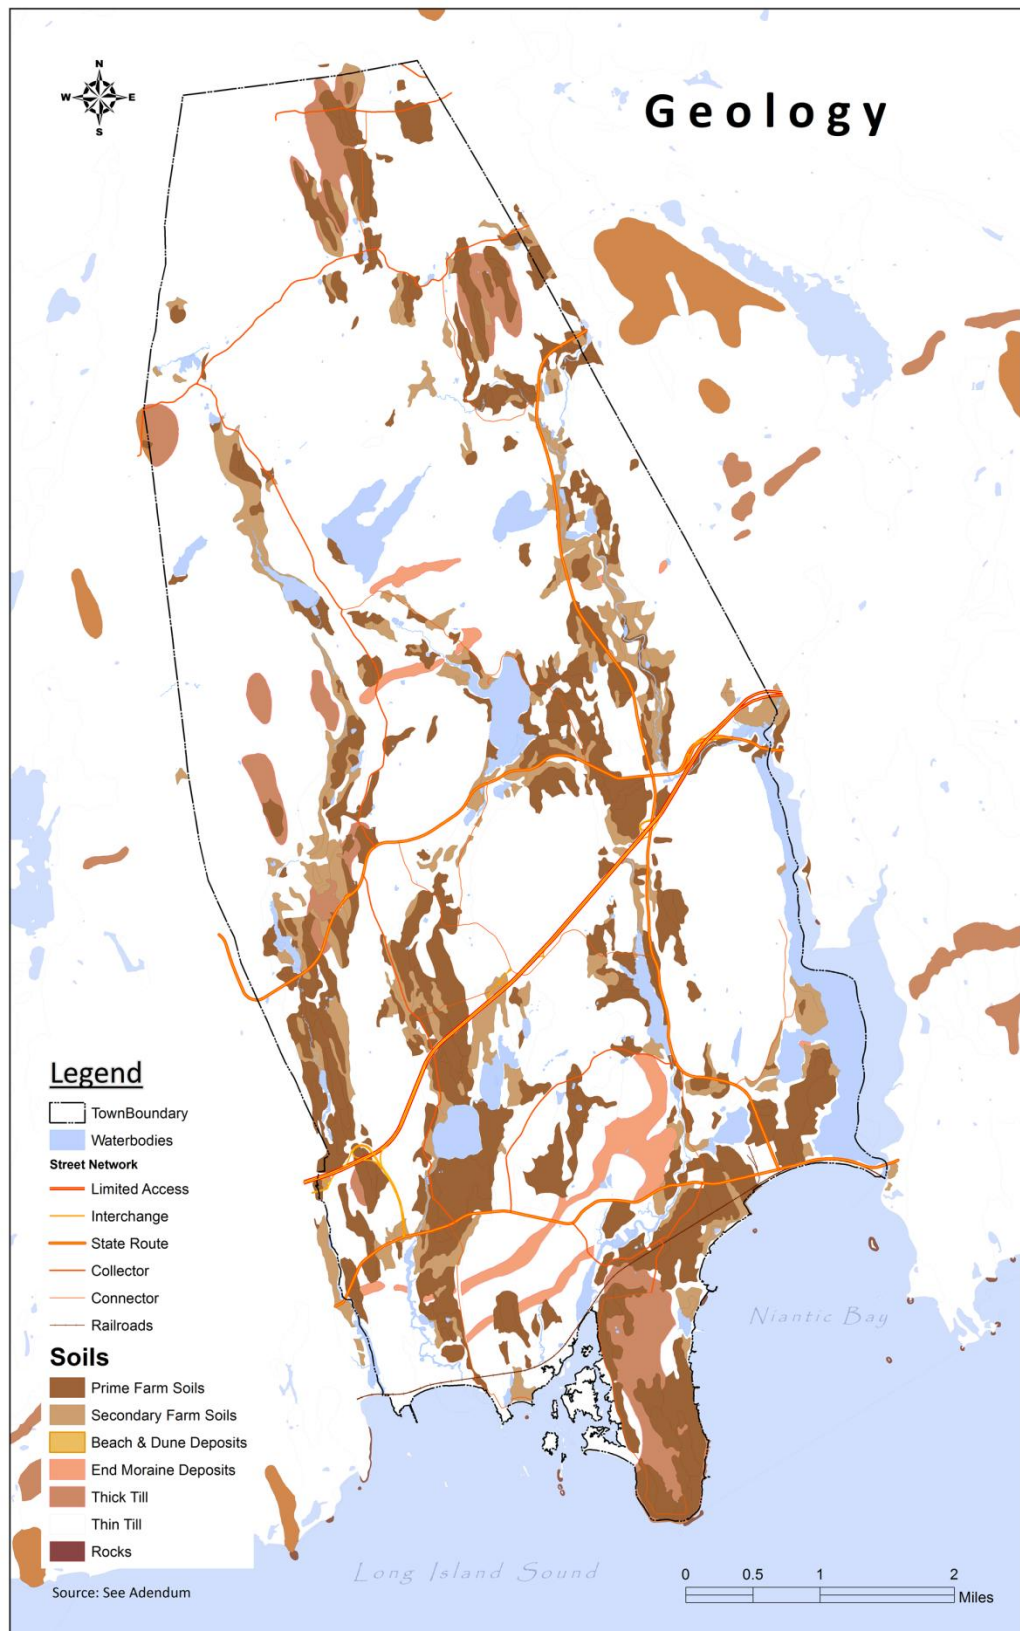 N
W E
S
Geology
Legend
TownBoundary
Waterbodies
Street Network
Limited Access
Interchange
State Route
Collector
Connector
Railroads
Soils
Prime Farm Soils
Secondary Farm Soils
Beach & Dune Deposits
End Moraine Deposits
Thick Till
Thin Till
Rocks
Source: See Adendum
Niantic Bay
Long Island Sound
0 0.5 1 2
Miles